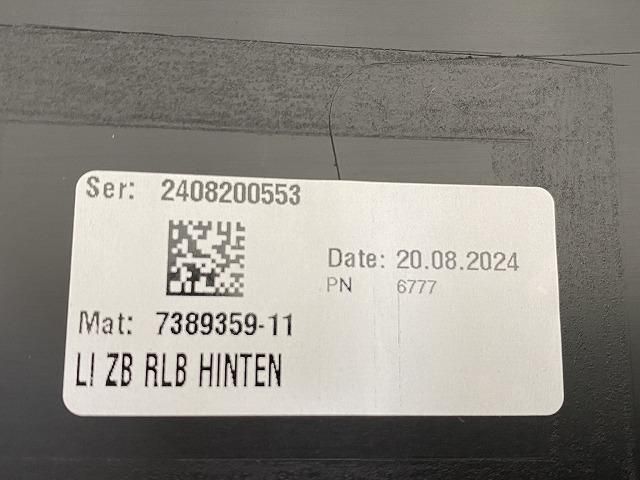 Ser: 2408200553
Date: 20.08.2024
PN 6777
Mat: 7389359-11
LI ZB RLB HINTEN